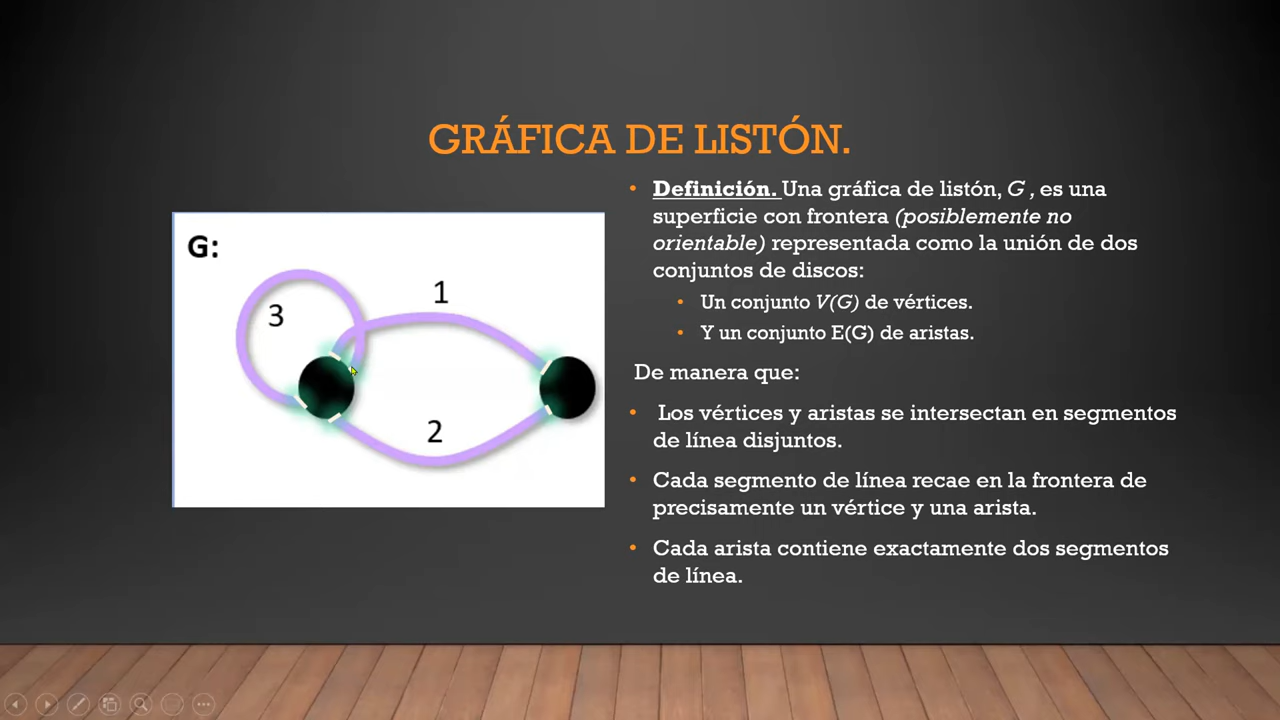 GRÁFICA DE LISTÓN.
G:
3
1
2
• Definición. Una gráfica de listón, G , es una
superficie con frontera (posiblemente no
orientable) representada como la unión de dos
conjuntos de discos:
• Un conjunto V(G) de vértices.
• Y un conjunto E(G) de aristas.
De manera que:
• Los vértices y aristas se intersectan en segmentos
de línea disjuntos.
• Cada segmento de línea recae en la frontera de
precisamente un vértice y una arista.
• Cada arista contiene exactamente dos segmentos
de línea.